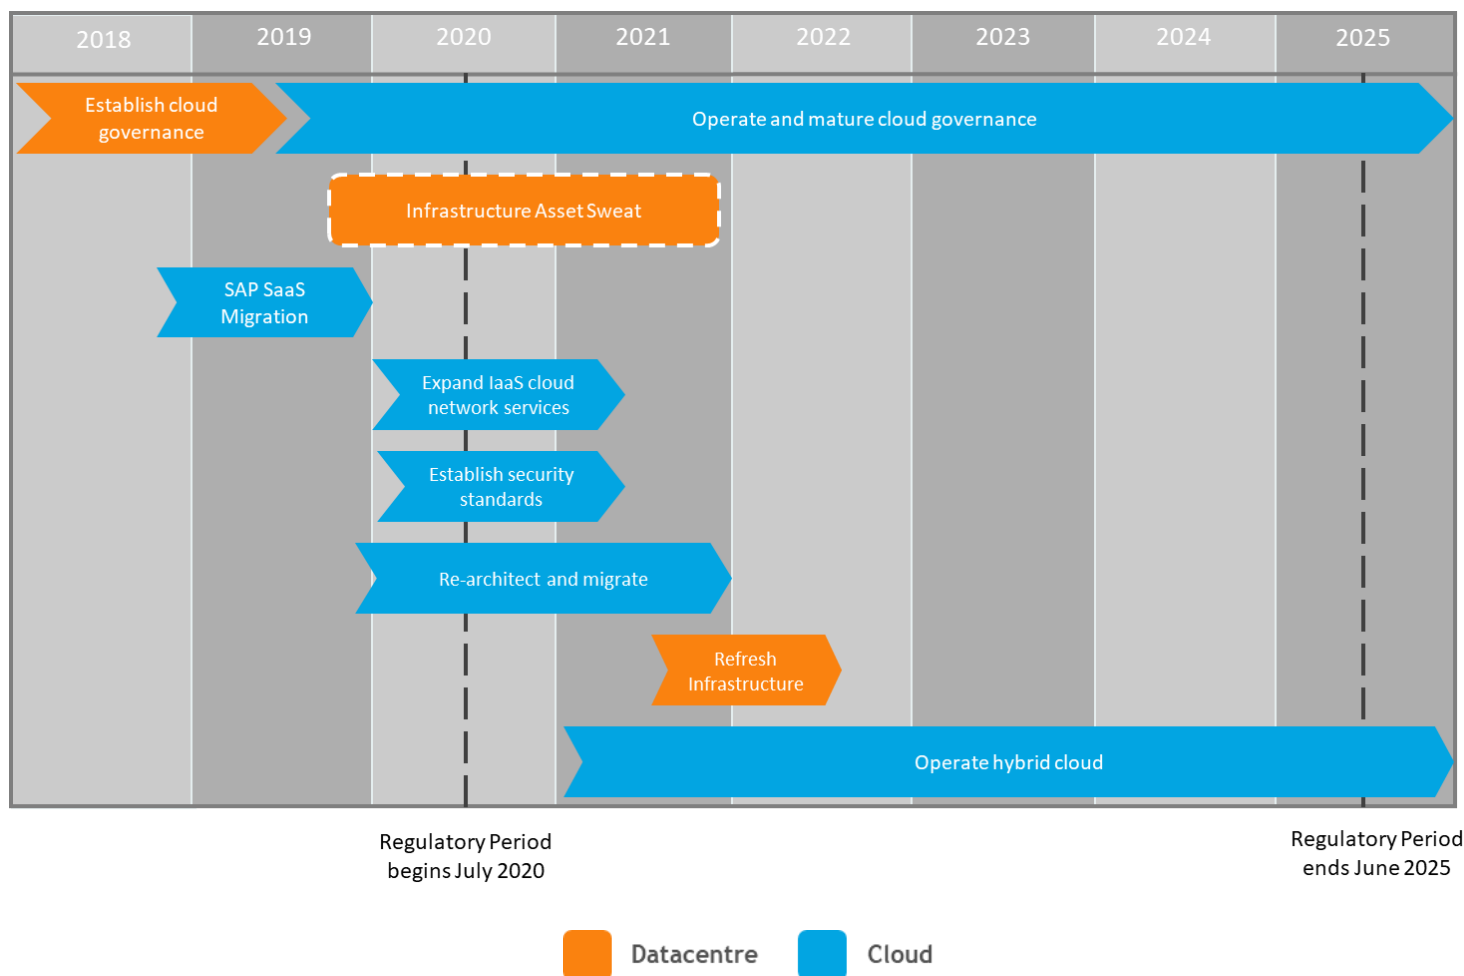 2018 2019 2020 2021 2022 2023 2024 2025
Establish cloud
governance
Operate and mature cloud governance
Infrastructure Asset Sweat
SAP SaaS
Migration
Expand IaaS cloud
network services
Establish security
standards
Re-architect and migrate
Refresh
Infrastructure
Operate hybrid cloud
Regulatory Period
begins July 2020
Regulatory Period
ends June 2025
Datacentre Cloud